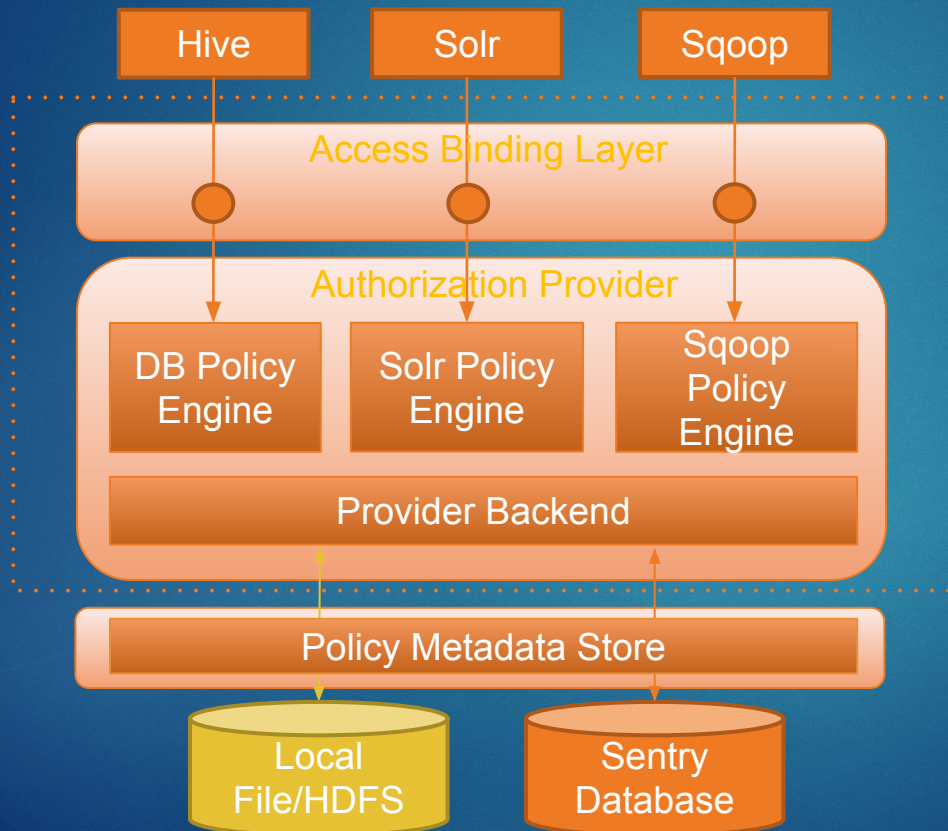 Hive
Solr
Sqoop
Access Binding Layer
Authorization Provider
DB Policy
Engine
Solr Policy
Engine
Sqoop
Policy
Engine
Provider Backend
Policy Metadata Store
Local
File/HDFS
Sentry
Database